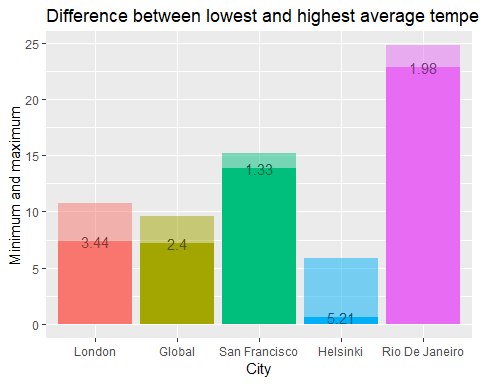 Difference between lowest and highest average tempe
25
20
15
10
5
0
Minimum and maximum
3.44
2.4
1.33
5.21
1.98
London
Global
San Francisco
Helsinki
Rio De Janeiro
City